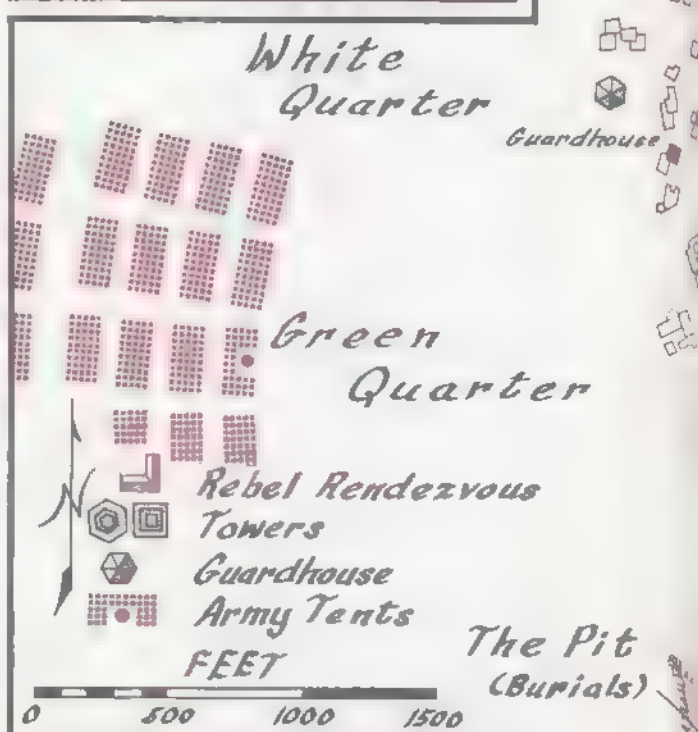 White
Quarter
Guardhouse
Green
Quarter
N
Rebel Rendezvous
Towers
Guardhouse
Army Tents
FEET
0 500 1000 1500
The Pit
(Burials)